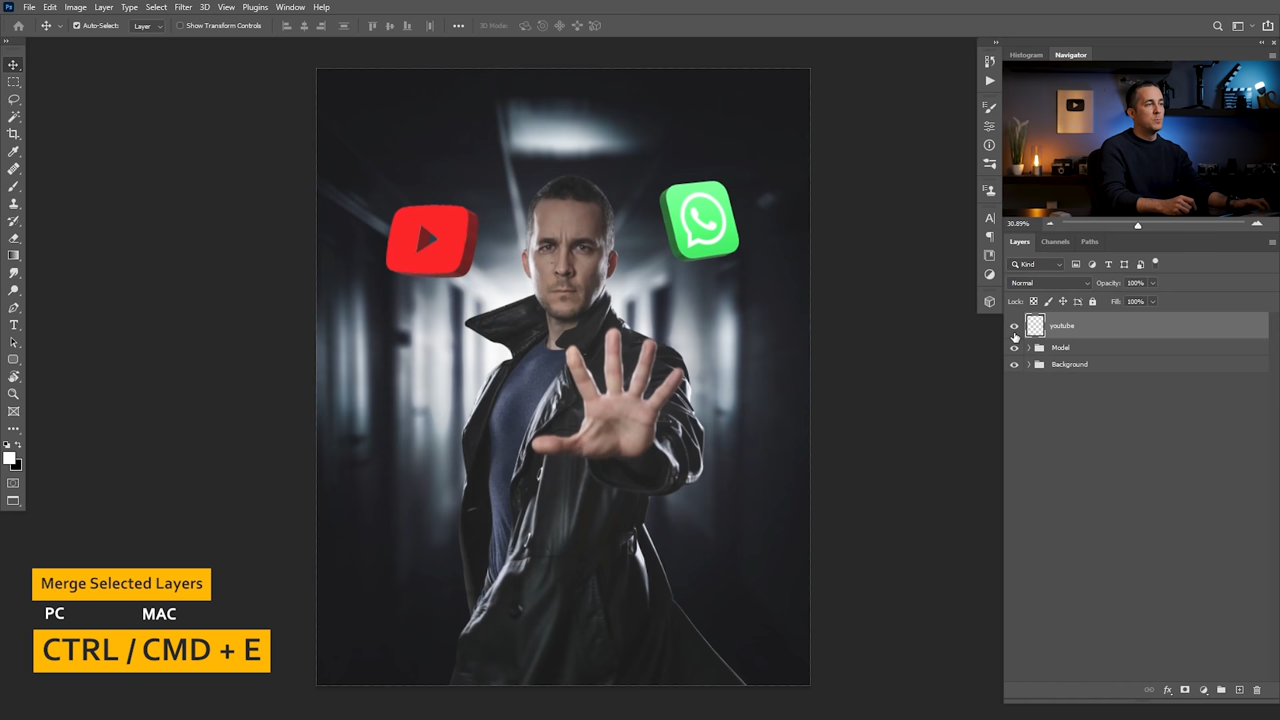 Ps File Edit Image Layer Type Select Filter 3D View Plugins Window Help
Auto-Select: Layer Show Transform Controls 3D Mode:
Histogram Navigator
30.89%
Layers Channels Paths
Kind
Normal Opacity: 100%
Lock: Fill: 100%
youtube
Model
Background
Merge Selected Layers
PC MAC
CTRL / CMD + E